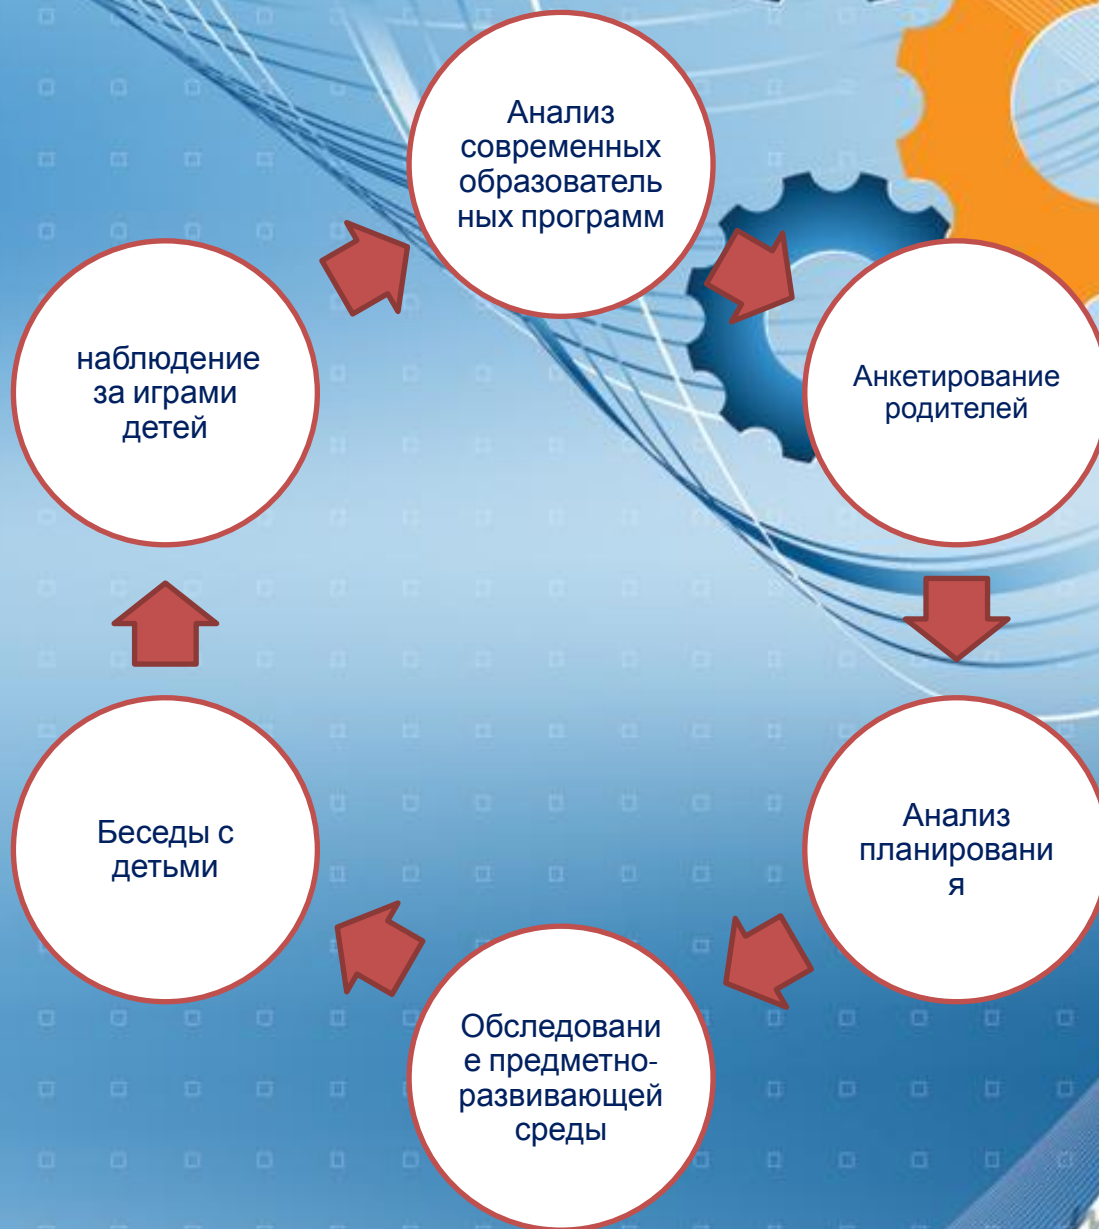 Анализ
современных
образователь
ных программ
Анкетирование
родителей
Анализ
планировани
я
Обследовани
е предметно-
развивающей
среды
Беседы с
детьми
наблюдение
за играми
детей